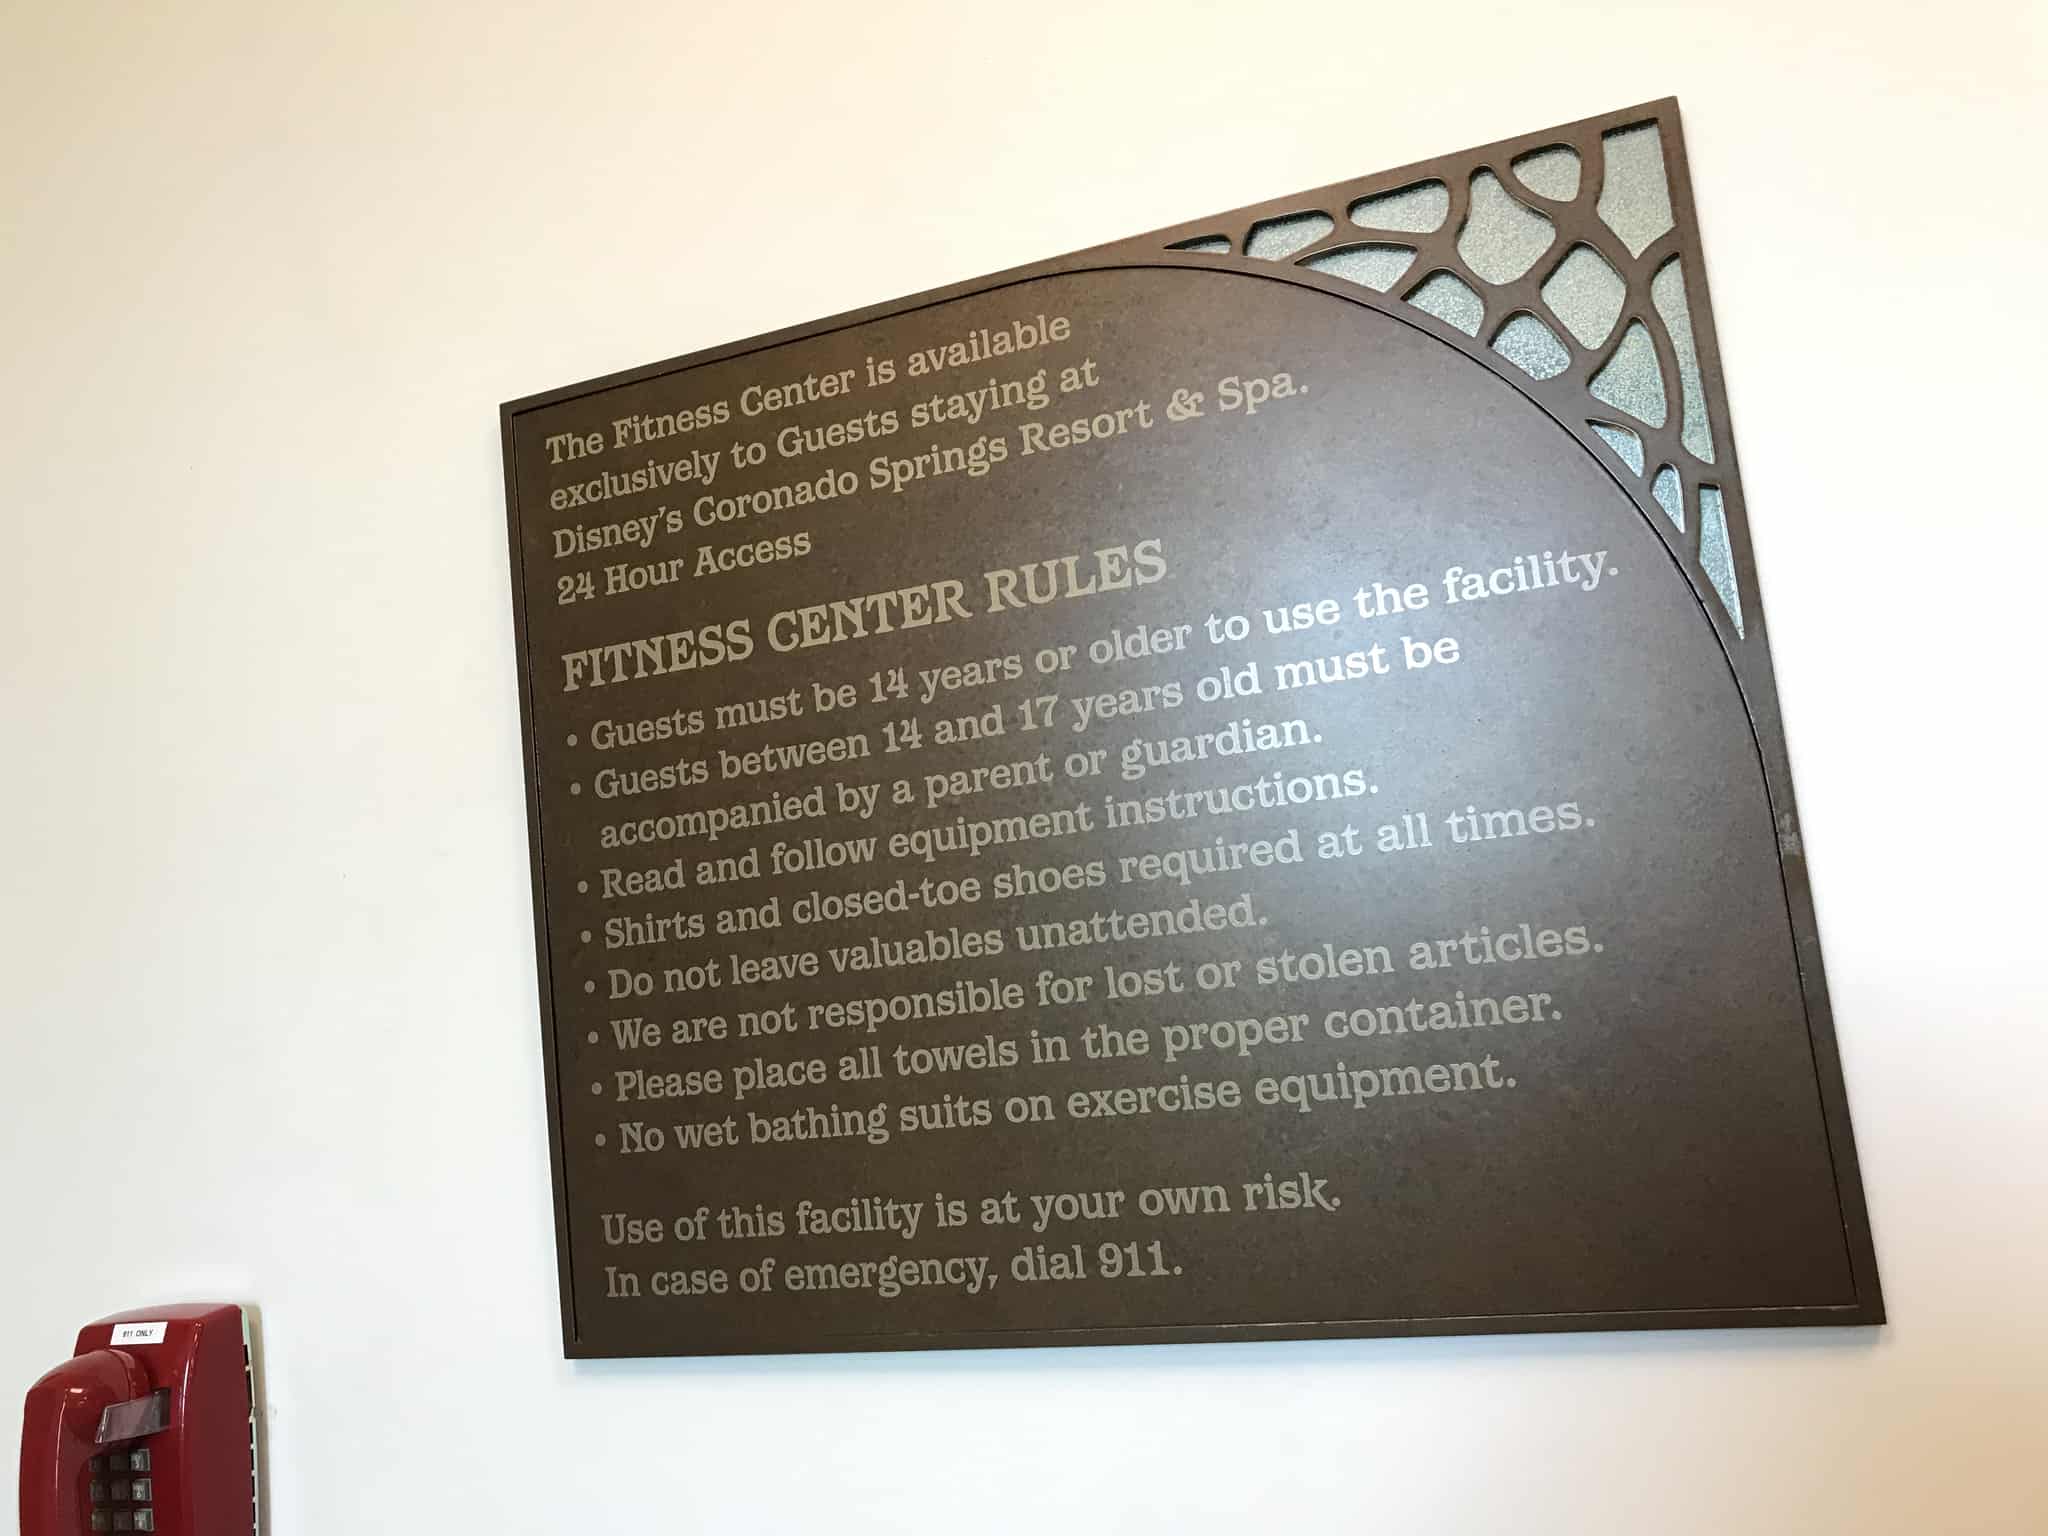 The Fitness Center is available
exclusively to Guests staying at
Disney's Coronado Springs Resort & Spa.
24 Hour Access
FITNESS CENTER RULES
• Guests must be 14 years or older to use the facility.
• Guests between 14 and 17 years old must be
accompanied by a parent or guardian.
• Read and follow equipment instructions.
• Shirts and closed-toe shoes required at all times.
• Do not leave valuables unattended.
• We are not responsible for lost or stolen articles.
• Please place all towels in the proper container.
• No wet bathing suits on exercise equipment.
Use of this facility is at your own risk.
In case of emergency, dial 911.
911 ONLY